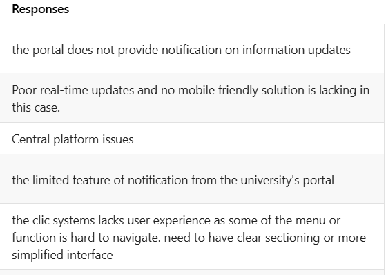 Responses
the portal does not provide notification on information updates
Poor real-time updates and no mobile friendly solution is lacking in
this case.
Central platform issues
the limited feature of notification from the university's portal
the clic systems lacks user experience as some of the menu or
function is hard to navigate. need to have clear sectioning or more
simplified interface